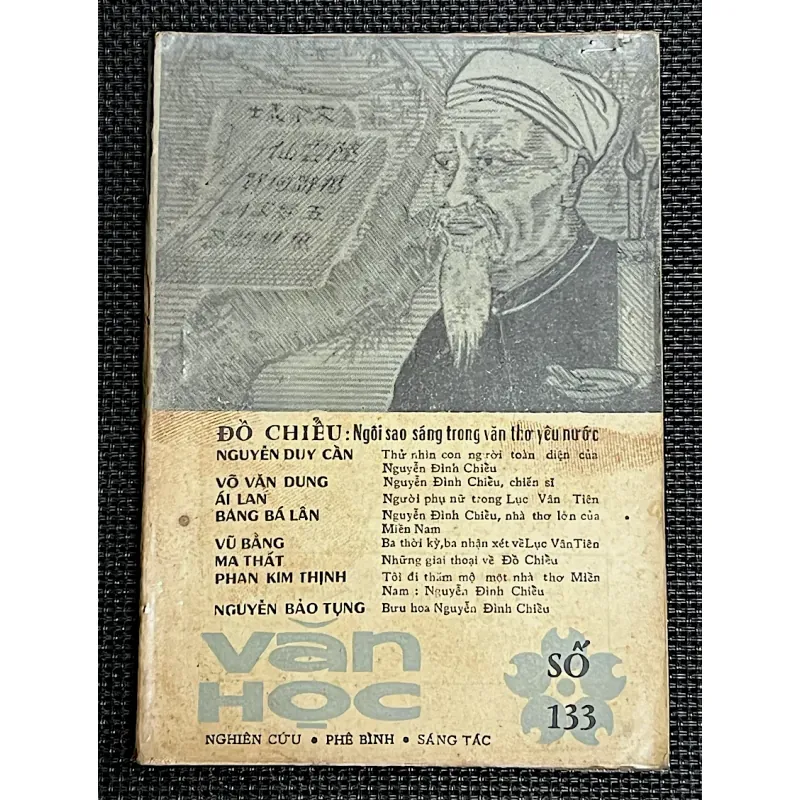 ĐỒ CHIỂU: Ngôi sao sáng trong văn thơ yêu nước
NGUYỄN DUY CẦN Thử nhìn con người toàn diện của
Nguyễn Đình Chiểu
VÕ VĂN DUNG Nguyễn Đình Chiểu, chiến sĩ
ÁI LAN Người phụ nữ trong Lục Vân Tiên
BÀNG BÁ LÂN Nguyễn Đình Chiểu, nhà thơ lớn của
Miền Nam
VŨ BẰNG Ba thời kỳ, ba nhận xét về Lục Vân Tiên
MA THẤT Những giai thoại về Đồ Chiểu
PHAN KIM THỊNH Tôi đi thăm mộ một nhà thơ Miền
Nam : Nguyễn Đình Chiểu
NGUYỄN BẢO TỤNG Bưu hoa Nguyễn Đình Chiểu
Văn
HỌC
SỐ
133
NGHIÊN CỨU • PHÊ BÌNH • SÁNG TÁC